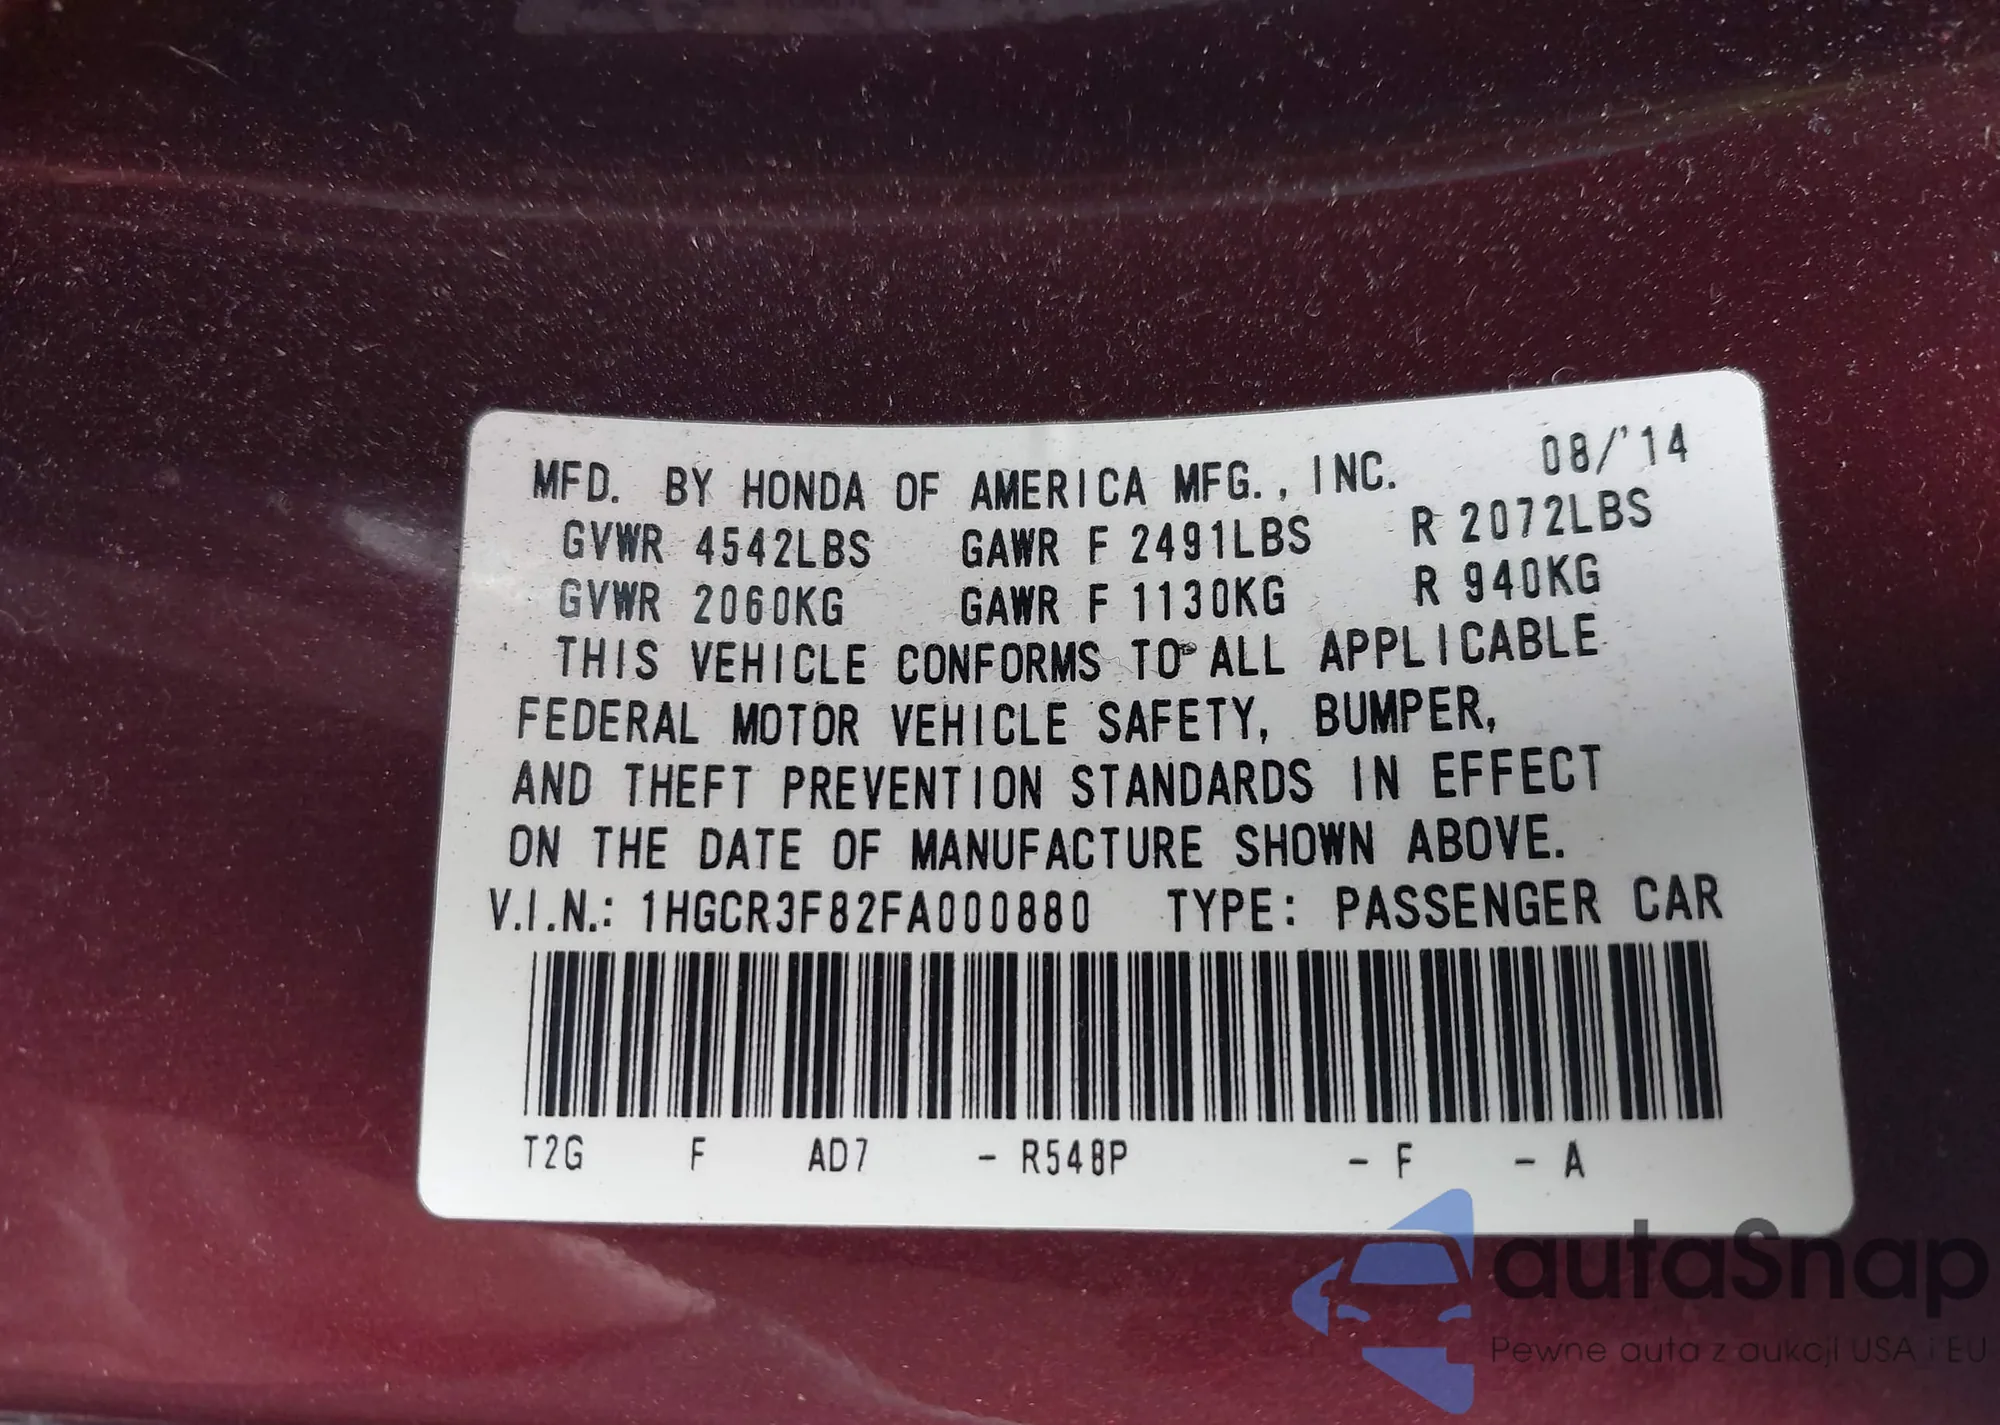 MFD. BY HONDA OF AMERICA MFG., INC. 08/'14
GVWR 4542LBS GAWR F 2491LBS R 2072LBS
GVWR 2060KG GAWR F 1130KG R 940KG
THIS VEHICLE CONFORMS TO ALL APPLICABLE
FEDERAL MOTOR VEHICLE SAFETY, BUMPER,
AND THEFT PREVENTION STANDARDS IN EFFECT
ON THE DATE OF MANUFACTURE SHOWN ABOVE.
V.I.N.: 1HGCR3F82FA000880 TYPE: PASSENGER CAR
T2G F AD7 - R548P - F - A
autaSnap
Pewne auta z aukcji USA i EU